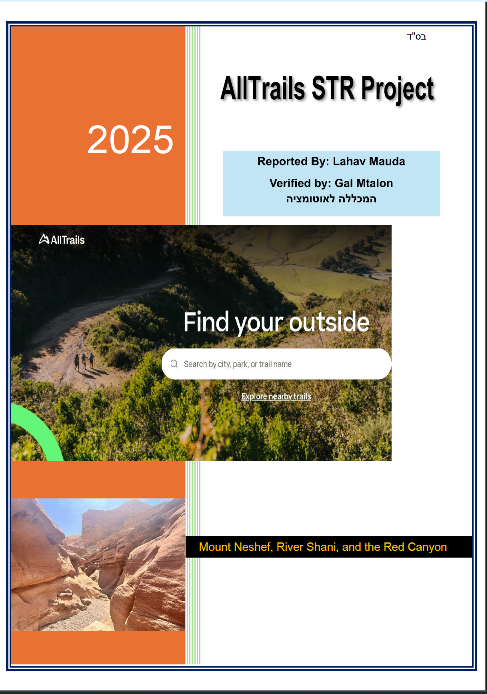 בס"ד
AllTrails STR Project
2025
Reported By: Lahav Mauda
Verified by: Gal Mtalon
המכללה לאוטומציה
AllTrails
Find your outside
Search by city, park, or trail name
Explore nearby trails
Mount Neshef, River Shani, and the Red Canyon